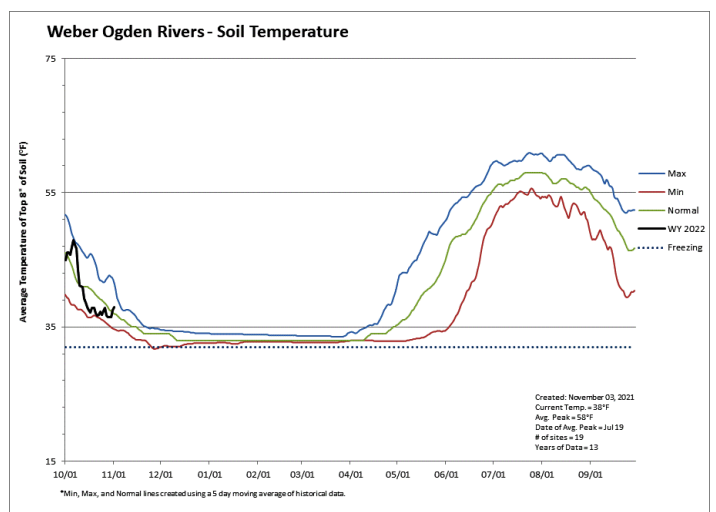 Weber Ogden Rivers - Soil Temperature
Average Temperature of Top 8" of Soil (°F)
75
55
35
15
10/01 11/01 12/01 01/01 02/01 03/01 04/01 05/01 06/01 07/01 08/01 09/01
Max
Min
Normal
WY 2022
Freezing
Created: November 03, 2021
Current Temp. = 38°F
Avg. Peak = 58°F
Date of Avg. Peak = Jul 19
# of sites = 19
Years of Data = 13
*Min, Max, and Normal lines created using a 5 day moving average of historical data.